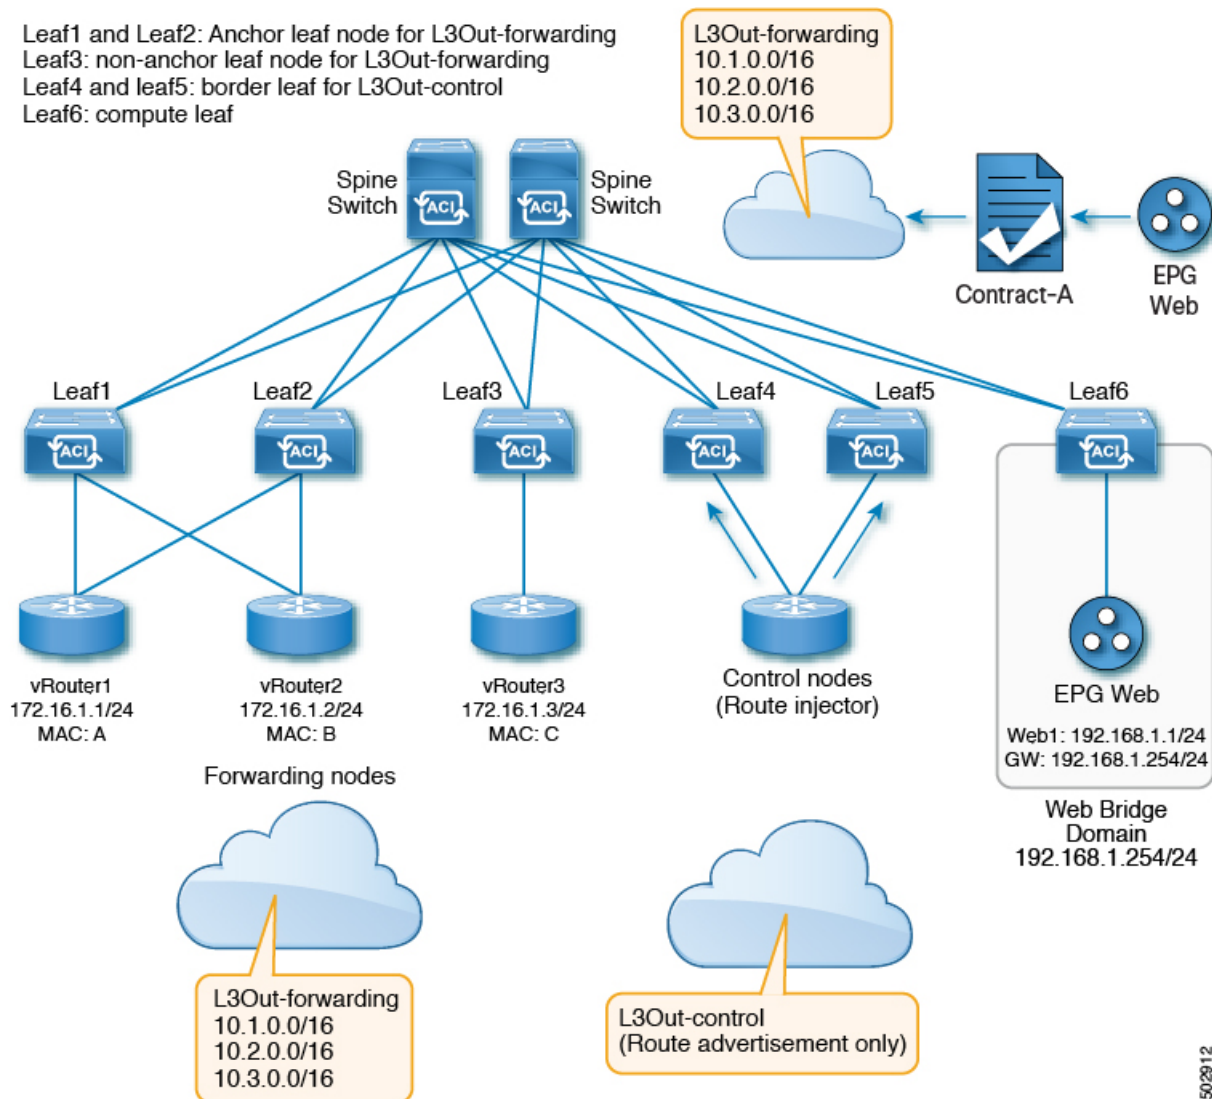 Leaf1 and Leaf2: Anchor leaf node for L3Out-forwarding
Leaf3: non-anchor leaf node for L3Out-forwarding
Leaf4 and leaf5: border leaf for L3Out-control
Leaf6: compute leaf
L3Out-forwarding
10.1.0.0/16
10.2.0.0/16
10.3.0.0/16
Spine
Switch
ACI
ACI
Spine
Switch
Contract-A
EPG
Web
Leaf1
Leaf2
Leaf3
Leaf4
Leaf5
Leaf6
ACI
ACI
ACI
ACI
ACI
ACI
vRouter1
172.16.1.1/24
MAC: A
vRouter2
172.16.1.2/24
MAC: B
vRouter3
172.16.1.3/24
MAC: C
Control nodes
(Route injector)
EPG Web
Web1: 192.168.1.1/24
GW: 192.168.1.254/24
Forwarding nodes
Web Bridge
Domain
192.168.1.254/24
L3Out-forwarding
10.1.0.0/16
10.2.0.0/16
10.3.0.0/16
L3Out-control
(Route advertisement only)
502912